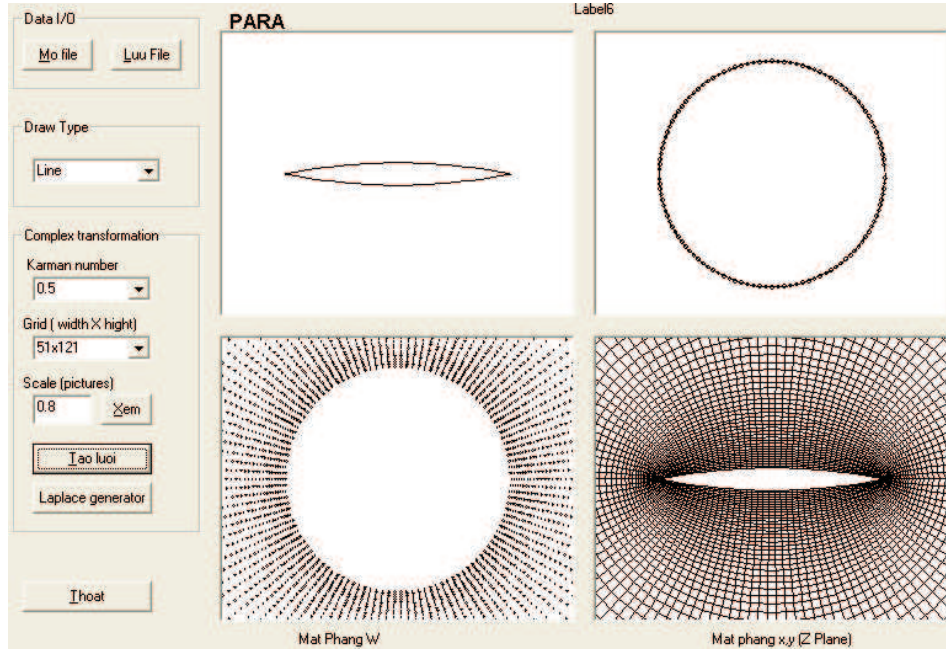 Data I/O
Mo file
Luu File
Draw Type
Line
Complex transformation
Karman number
0.5
Grid ( width X hight)
51x121
Scale (pictures)
0.8
Xem
Tao luoi
Laplace generator
Thoat
PARA
Label6
Mat Phang W
Mat phang x,y (Z Plane)